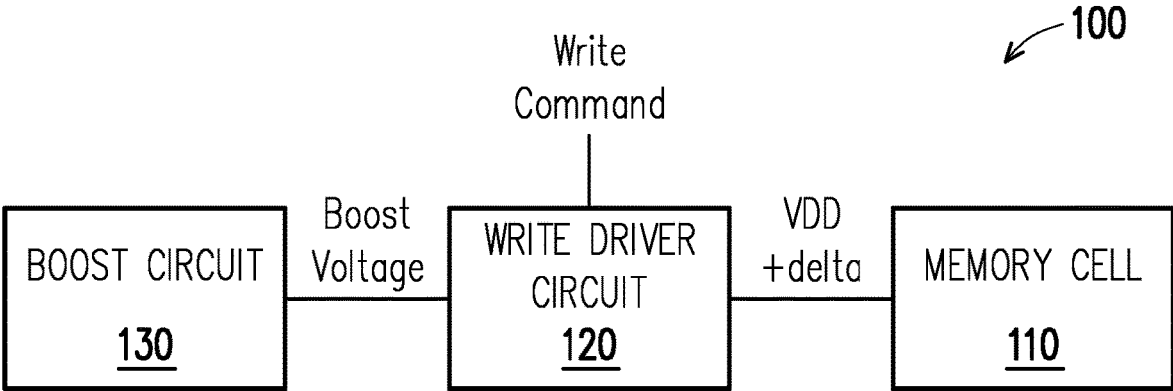 100
Write
Command
BOOST CIRCUIT
130
Boost
Voltage
WRITE DRIVER
CIRCUIT
120
VDD
+delta
MEMORY CELL
110